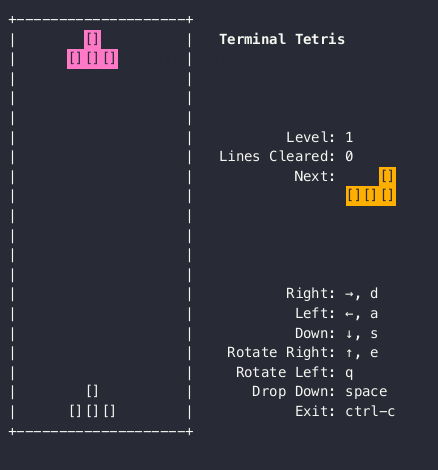 +--------------------+
|        []          |   Terminal Tetris
|      [][][]        |
|                    |
|                    |
|                    |
|                    |           Level: 1
|                    |   Lines Cleared: 0
|                    |            Next:     []
|                    |                  [][][]
|                    |
|                    |
|                    |
|                    |
|                    |           Right: →, d
|                    |            Left: ←, a
|                    |            Down: ↓, s
|                    |    Rotate Right: ↑, e
|                    |     Rotate Left: q
|        []          |       Drop Down: space
|      [][][]        |            Exit: ctrl-c
+--------------------+